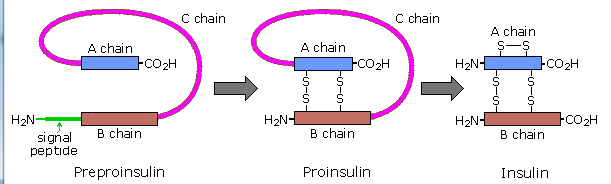 C chain
A chain
CO2H
H2N
signal
peptide
B chain
Preproinsulin
C chain
A chain
CO2H
S S
S S
H2N
B chain
Proinsulin
A chain
S S
H2N
CO2H
S S
S S
H2N
CO2H
B chain
Insulin